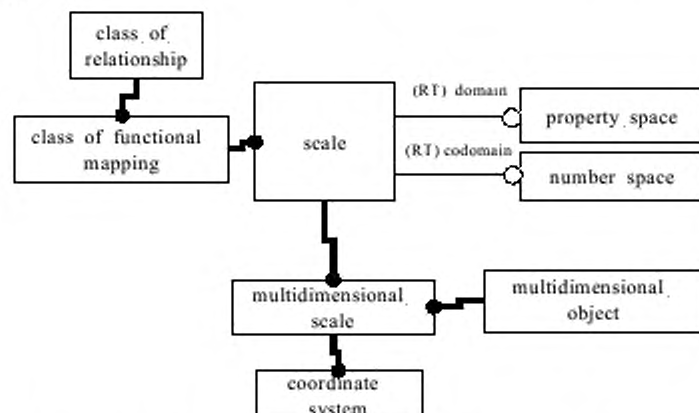 class of
relationship
class of functional
mapping
scale
(RT) domain
property space
(RT) codomain
number space
multidimensional
scale
multidimensional
object
coordinate
system